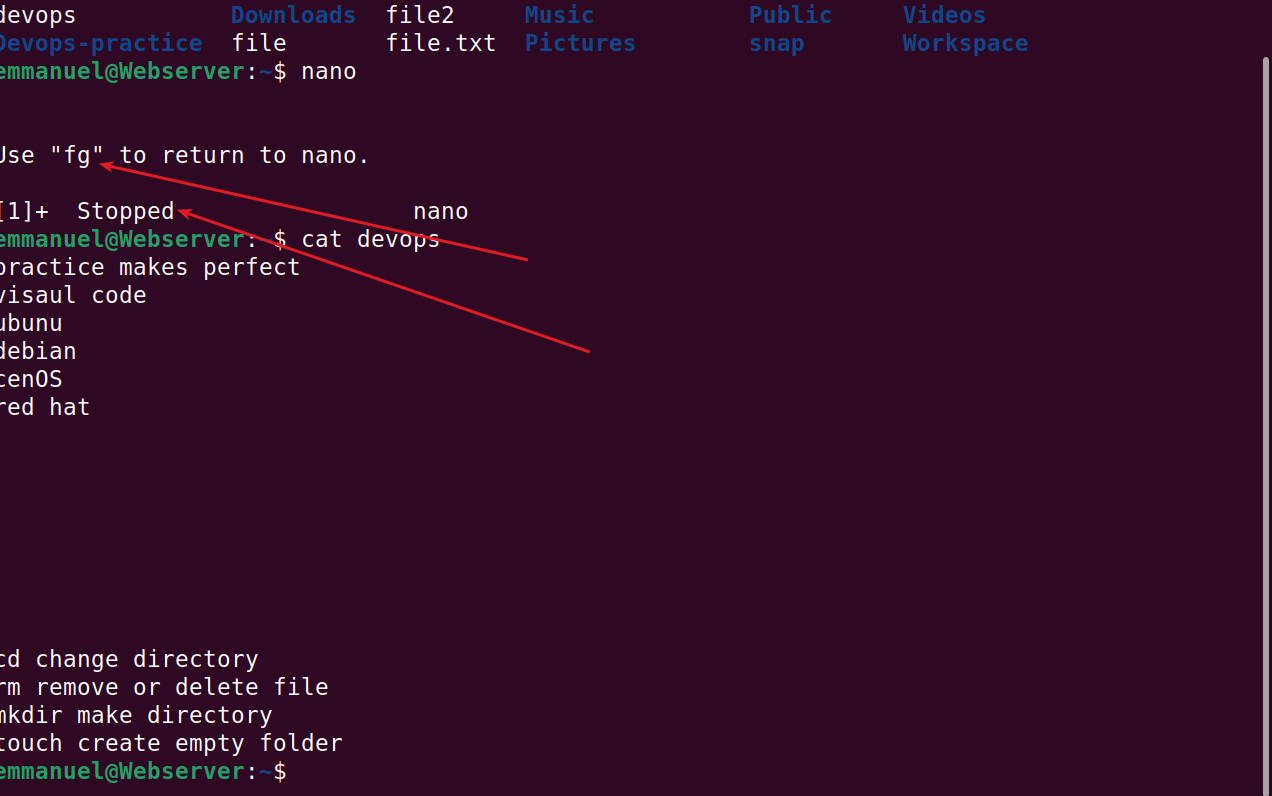 devops Downloads file2 Music Public Videos
Devops-practice file file.txt Pictures snap Workspace
emmanuel@Webserver:~$ nano
Use "fg" to return to nano.
[1]+ Stopped nano
emmanuel@Webserver:~$ cat devops
practice makes perfect
visaul code
ubunu
debian
cenOS
red hat
cd change directory
rm remove or delete file
mkdir make directory
touch create empty folder
emmanuel@Webserver:~$